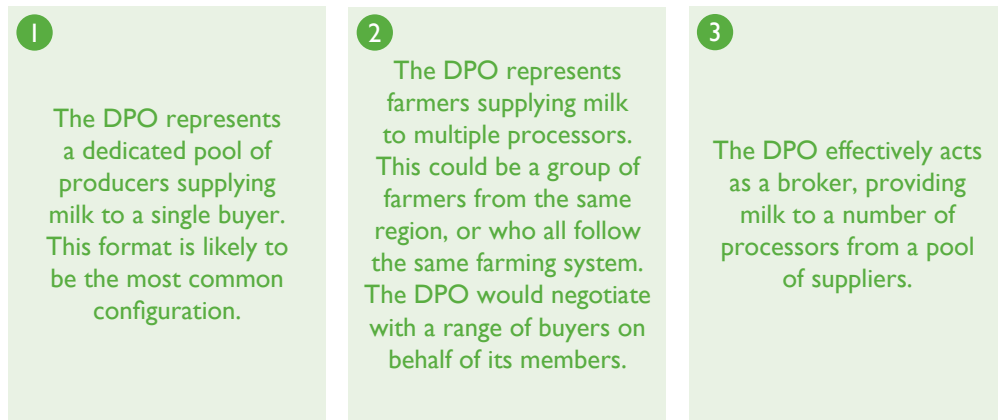 1
The DPO represents
a dedicated pool of
producers supplying
milk to a single buyer.
This format is likely to
be the most common
configuration.
2
The DPO represents
farmers supplying milk
to multiple processors.
This could be a group of
farmers from the same
region, or who all follow
the same farming system.
The DPO would negotiate
with a range of buyers on
behalf of its members.
3
The DPO effectively acts
as a broker, providing
milk to a number of
processors from a pool
of suppliers.